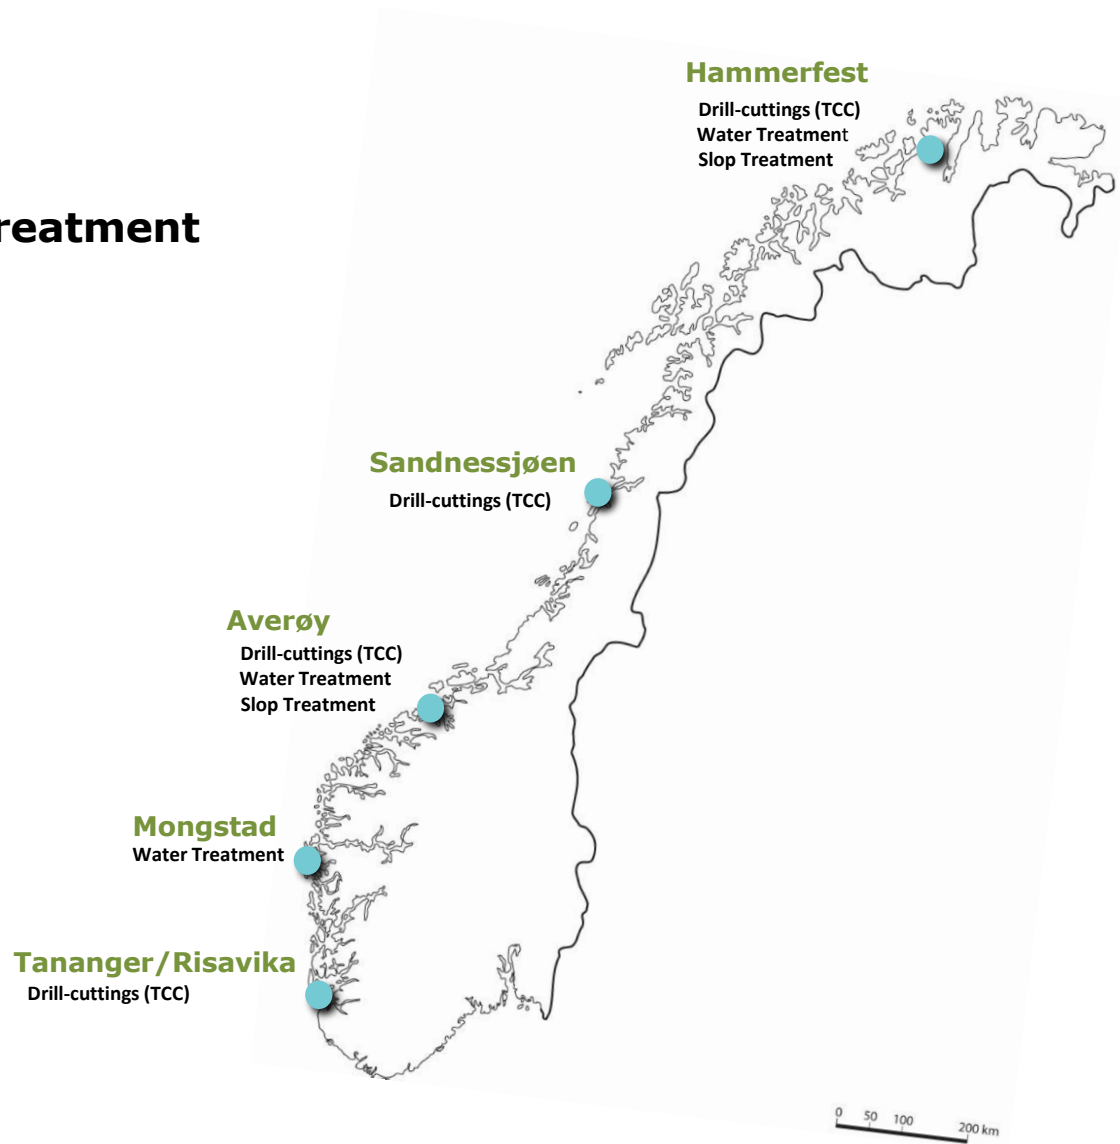 Hammerfest
Drill-cuttings (TCC)
Water Treatment
Slop Treatment
reatment
Sandnessjøen
Drill-cuttings (TCC)
Averøy
Drill-cuttings (TCC)
Water Treatment
Slop Treatment
Mongstad
Water Treatment
Tananger/Risavika
Drill-cuttings (TCC)
0 50 100 200 km